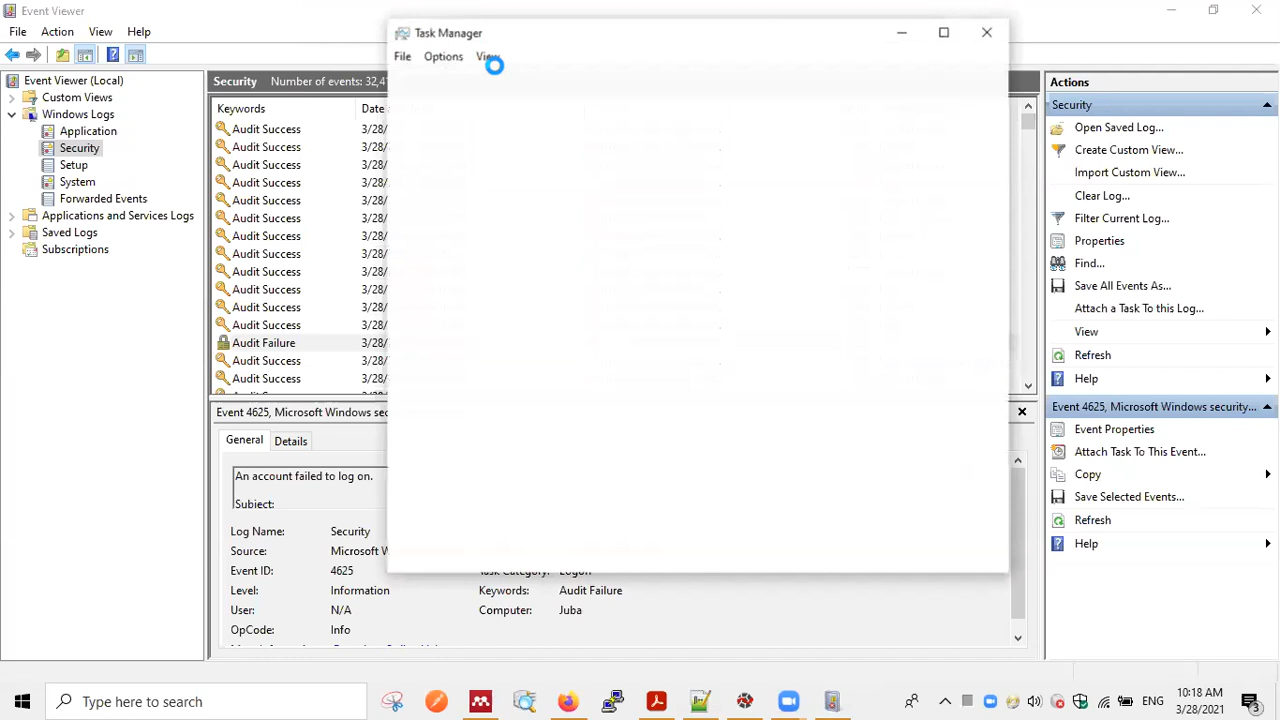 Event Viewer
File Action View Help
Event Viewer (Local)
Custom Views
Windows Logs
Application
Security
Setup
System
Forwarded Events
Applications and Services Logs
Saved Logs
Subscriptions
Security Number of events: 32,4
Keywords Date
Audit Success 3/28/
Audit Success 3/28/
Audit Success 3/28/
Audit Success 3/28/
Audit Success 3/28/
Audit Success 3/28/
Audit Success 3/28/
Audit Success 3/28/
Audit Success 3/28/
Audit Success 3/28/
Audit Success 3/28/
Audit Success 3/28/
Audit Failure 3/28/
Audit Success 3/28/
Audit Success 3/28/
Event 4625, Microsoft Windows sec
General Details
An account failed to log on.
Subject:
Log Name: Security
Source: Microsoft W
Event ID: 4625 Task Category: Logon
Level: Information Keywords: Audit Failure
User: N/A Computer: Juba
OpCode: Info
Task Manager
File Options View
Actions
Security
Open Saved Log...
Create Custom View...
Import Custom View...
Clear Log...
Filter Current Log...
Properties
Find...
Save All Events As...
Attach a Task To this Log...
View
Refresh
Help
Event 4625, Microsoft Windows security...
Event Properties
Attach Task To This Event...
Copy
Save Selected Events...
Refresh
Help
Type here to search
ENG
10:18 AM
3/28/2021
3